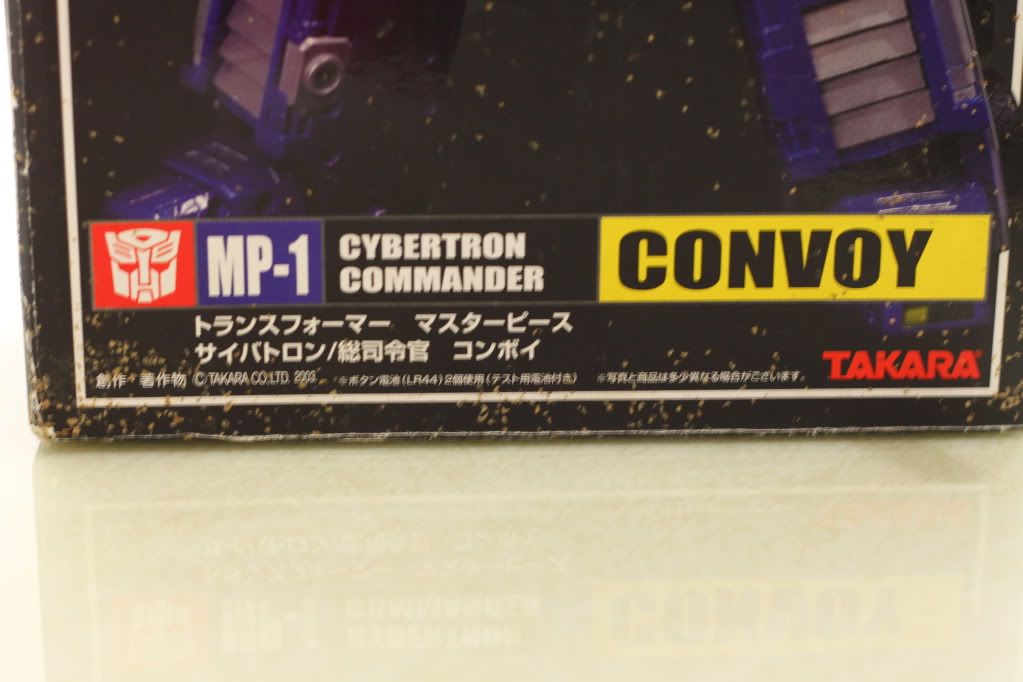 MP-1
CYBERTRON
COMMANDER
CONVOY
トランスフォーマー マスターピース
サイバトロン/総司令官 コンボイ
TAKARA
創作・著作物 © TAKARA CO.,LTD. 2003. ※ボタン電池(LR44)2個使用(テスト用電池付き) ※写真と商品は多少異なる場合がございます。